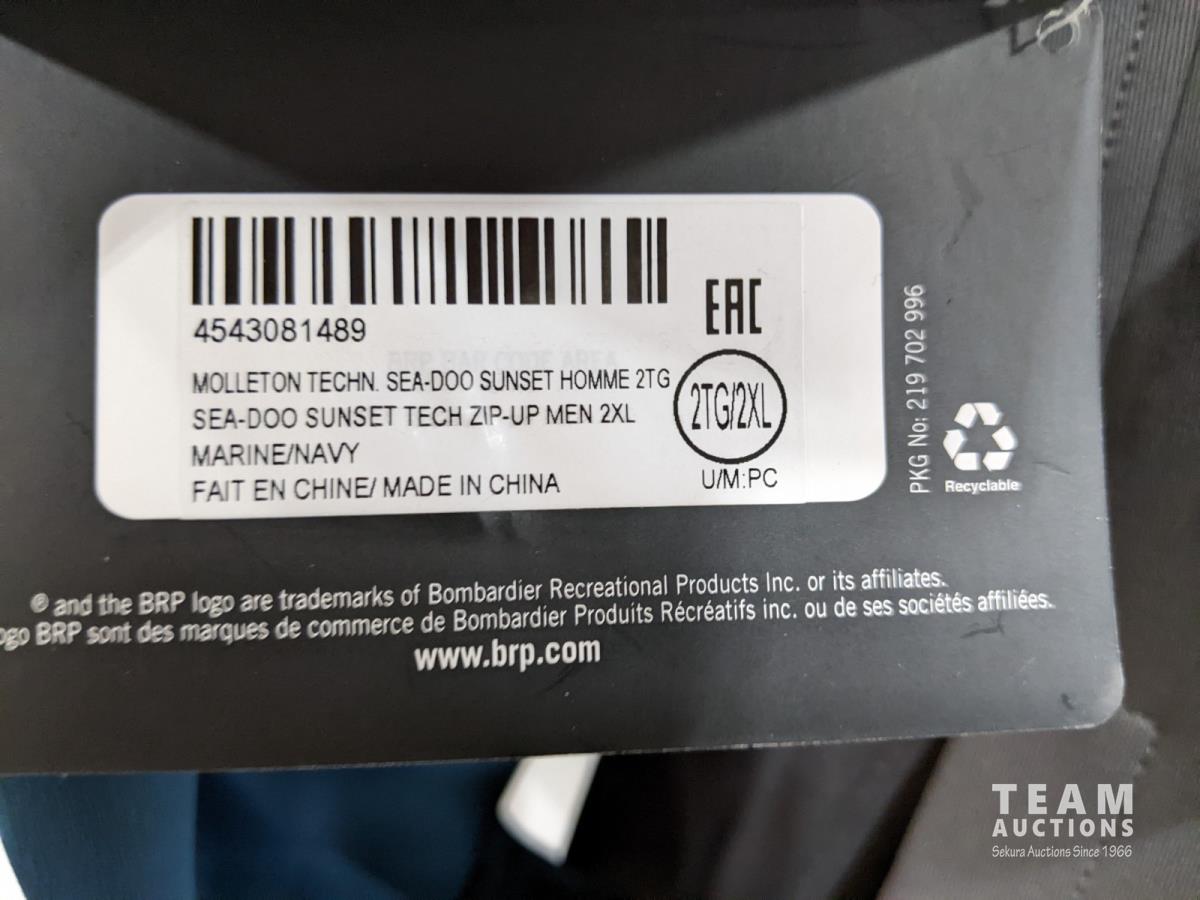 4543081489
MOLLETON TECHN. SEA-DOO SUNSET HOMME 2TG
SEA-DOO SUNSET TECH ZIP-UP MEN 2XL
MARINE/NAVY
FAIT EN CHINE/ MADE IN CHINA
EAC
2TG/2XL
U/M:PC
PKG No: 219 702 996
Recyclable
® and the BRP logo are trademarks of Bombardier Recreational Products Inc. or its affiliates.
BRP sont des marques de commerce de Bombardier Produits Récréatifs inc. ou de ses sociétés affiliées.
www.brp.com
TEAM
AUCTIONS
Sekura Auctions Since 1966